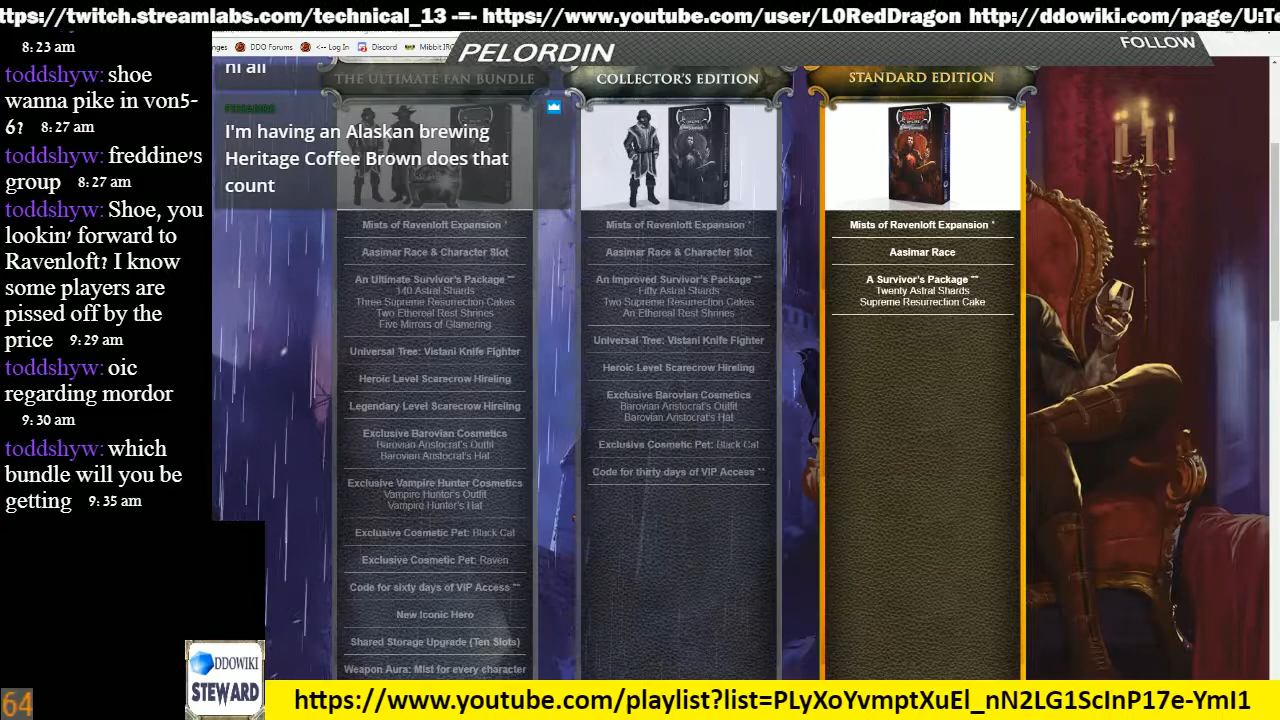 ttps://twitch.streamlabs.com/technical_13 -=- https://www.youtube.com/user/L0RedDragon http://ddowiki.com/page/U:Te
8:23 am
toddshyw: shoe
wanna pike in von5-
6? 8:27 am
toddshyw: freddine's
group 8:27 am
toddshyw: Shoe, you
lookin' forward to
Ravenloft? I know
some players are
pissed off by the
price 9:29 am
toddshyw: oic
regarding mordor
9:30 am
toddshyw: which
bundle will you be
getting 9:35 am
nges DDO Forums <-- Log In Discord Mibbit IRC
PELORDIN
FOLLOW
hi all
I'm having an Alaskan brewing
Heritage Coffee Brown does that
count
THE ULTIMATE FAN BUNDLE
Mists of Ravenloft Expansion *
Aasimar Race & Character Slot
An Ultimate Survivor's Package **
140 Astral Shards
Three Supreme Resurrection Cakes
Two Ethereal Rest Shrines
Five Mirrors of Glamering
Universal Tree: Vistani Knife Fighter
Heroic Level Scarecrow Hireling
Legendary Level Scarecrow Hireling
Exclusive Barovian Cosmetics
Barovian Aristocrat's Outfit
Barovian Aristocrat's Hat
Exclusive Vampire Hunter Cosmetics
Vampire Hunter's Outfit
Vampire Hunter's Hat
Exclusive Cosmetic Pet: Black Cat
Exclusive Cosmetic Pet: Raven
Code for sixty days of VIP Access **
New Iconic Hero
Shared Storage Upgrade (Ten Slots)
Weapon Aura: Mist for every character
COLLECTOR'S EDITION
Mists of Ravenloft Expansion *
Aasimar Race & Character Slot
An Improved Survivor's Package **
Fifty Astral Shards
Two Supreme Resurrection Cakes
An Ethereal Rest Shrines
Universal Tree: Vistani Knife Fighter
Heroic Level Scarecrow Hireling
Exclusive Barovian Cosmetics
Barovian Aristocrat's Outfit
Barovian Aristocrat's Hat
Exclusive Cosmetic Pet: Black Cat
Code for thirty days of VIP Access **
STANDARD EDITION
Mists of Ravenloft Expansion *
Aasimar Race
A Survivor's Package **
Twenty Astral Shards
Supreme Resurrection Cake
64
DDOWIKI
STEWARD
https://www.youtube.com/playlist?list=PLyXoYvmptXuEl_nN2LG1ScInP17e-YmI1